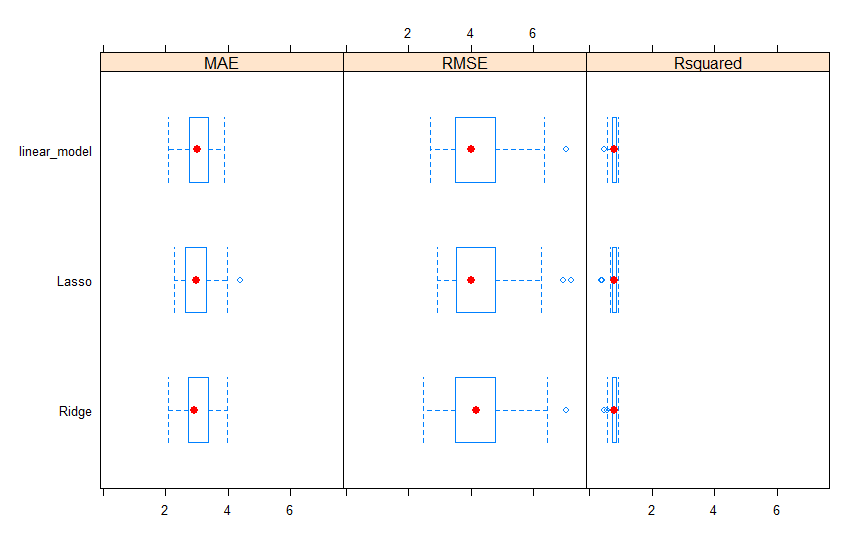 2 4 6
MAE RMSE Rsquared
linear_model
Lasso
Ridge
2 4 6 2 4 6